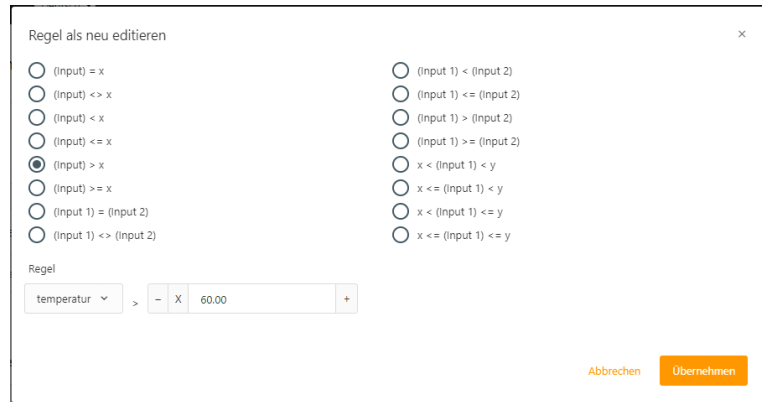 Regel als neu editieren
×
(Input) = x
(Input) <> x
(Input) < x
(Input) <= x
(Input) > x
(Input) >= x
(Input 1) = (Input 2)
(Input 1) <> (Input 2)
(Input 1) < (Input 2)
(Input 1) <= (Input 2)
(Input 1) > (Input 2)
(Input 1) >= (Input 2)
x < (Input 1) < y
x <= (Input 1) < y
x < (Input 1) <= y
x <= (Input 1) <= y
Regel
temperatur > − X 60.00 +
Abbrechen Übernehmen